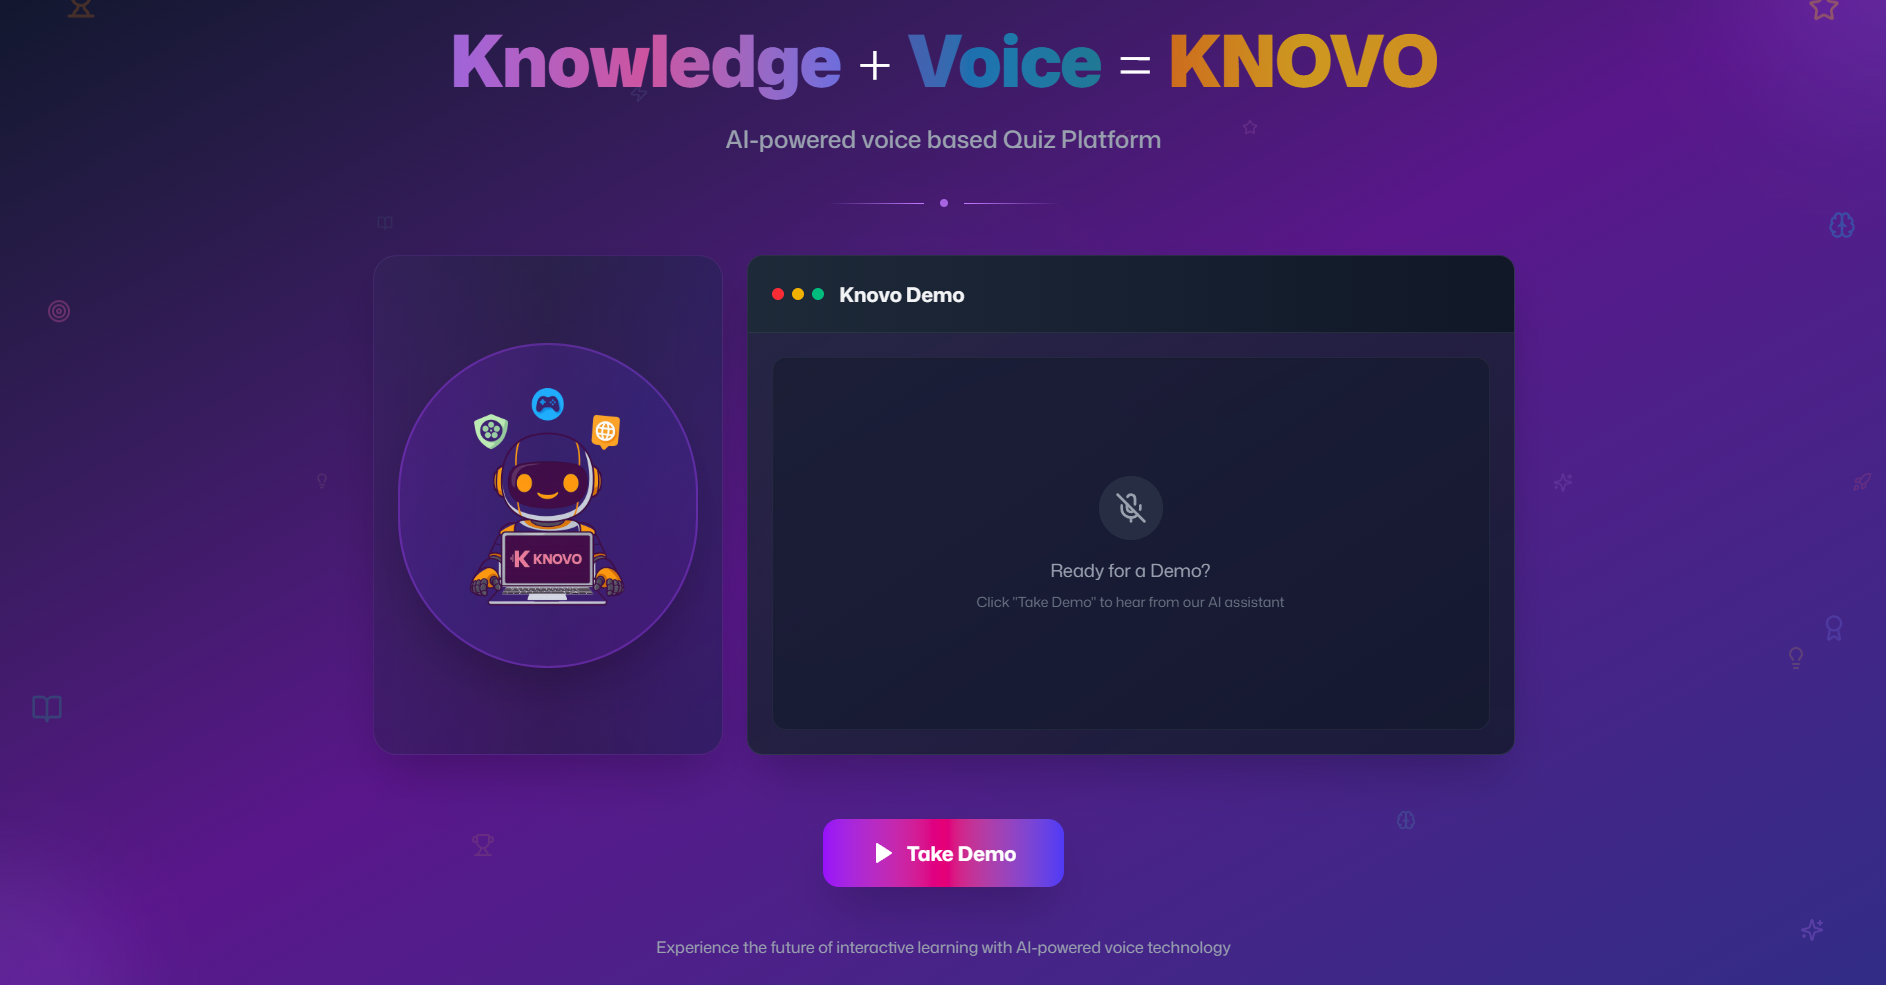 Knowledge + Voice = KNOVO
AI-powered voice based Quiz Platform
Knovo Demo
K KNOVO
Ready for a Demo?
Click "Take Demo" to hear from our AI assistant
Take Demo
Experience the future of interactive learning with AI-powered voice technology